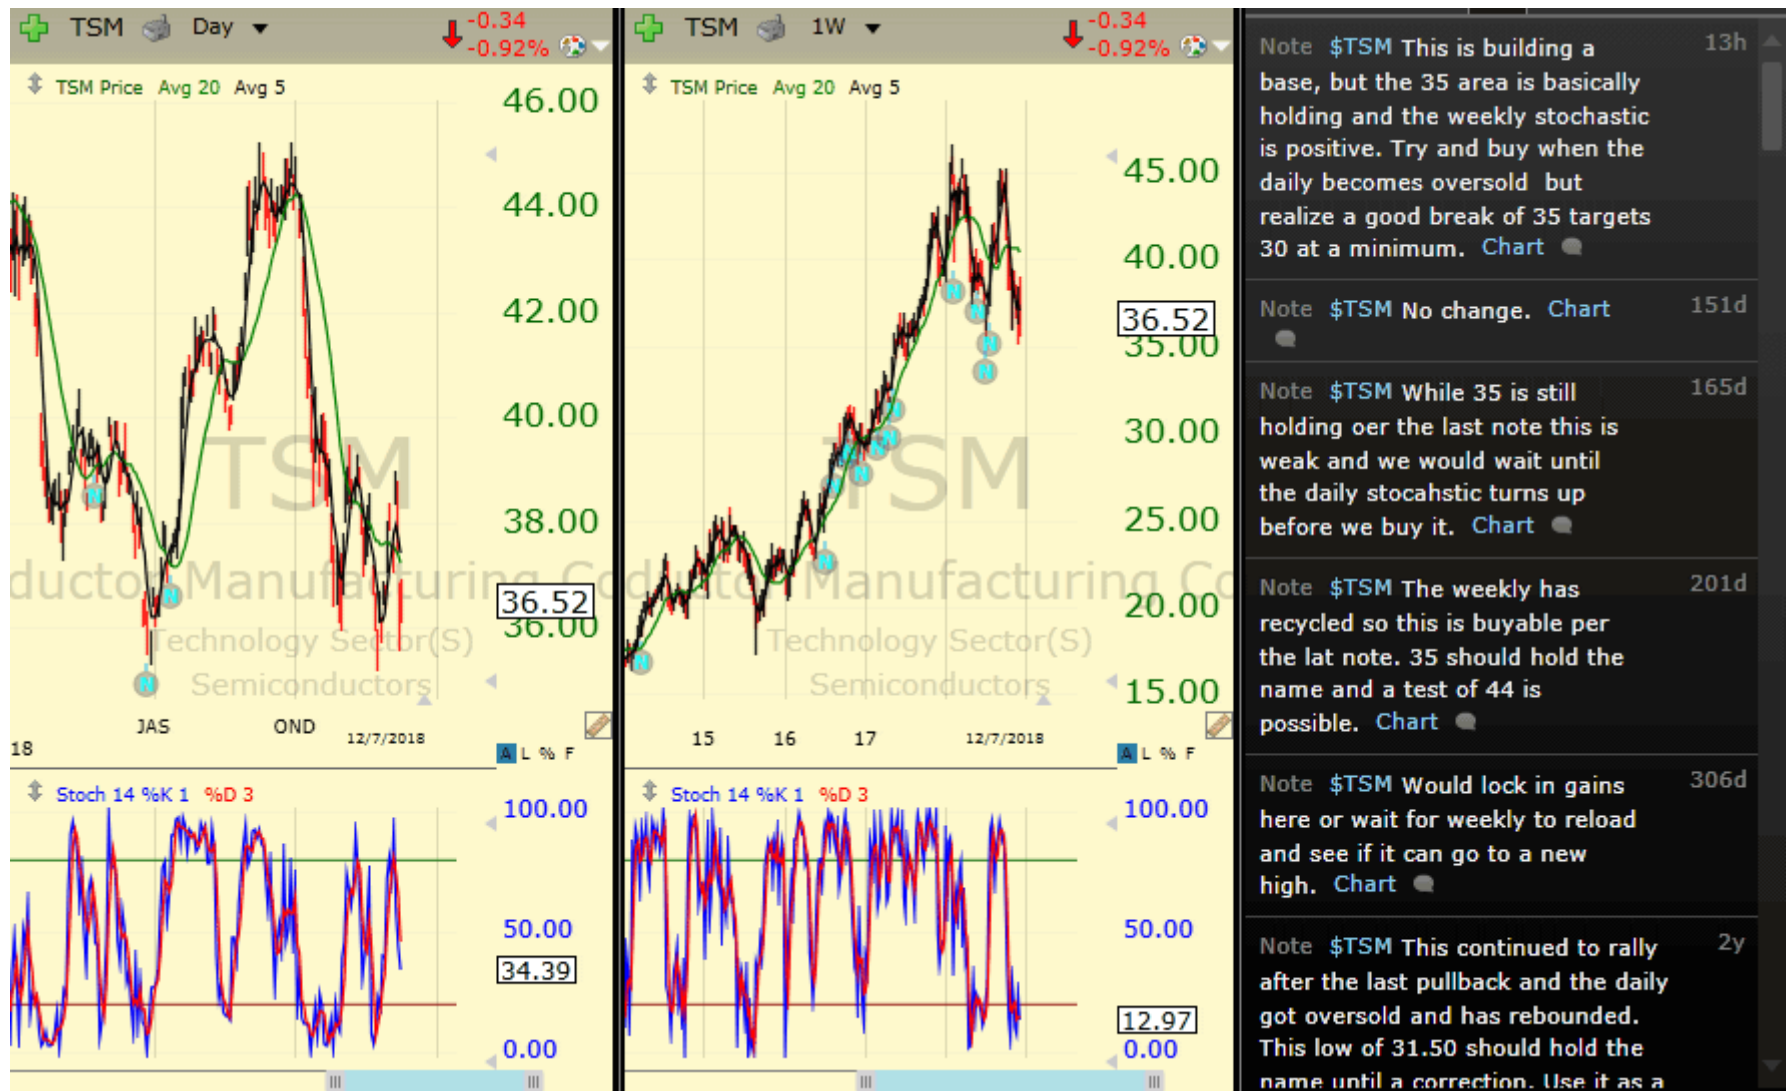 TSM Day -0.34
-0.92%
TSM Price Avg 20 Avg 5
46.00
44.00
42.00
40.00
38.00
36.52
36.00
TSM
ductor Manufacturing Co
Technology Sector(S)
Semiconductors
18 JAS OND 12/7/2018
A L % F
Stoch 14 %K 1 %D 3
100.00
50.00
34.39
0.00
N
N
N
TSM 1W -0.34
-0.92%
TSM Price Avg 20 Avg 5
45.00
40.00
36.52
35.00
30.00
25.00
20.00
15.00
TSM
ductor Manufacturing Co
Technology Sector(S)
Semiconductors
15 16 17 12/7/2018
A L % F
Stoch 14 %K 1 %D 3
100.00
50.00
12.97
0.00
N
N
N
N
N
N
N
N
N
N
N
N
Note $TSM This is building a 13h
base, but the 35 area is basically
holding and the weekly stochastic
is positive. Try and buy when the
daily becomes oversold but
realize a good break of 35 targets
30 at a minimum. Chart
Note $TSM No change. Chart 151d
Note $TSM While 35 is still 165d
holding oer the last note this is
weak and we would wait until
the daily stocahstic turns up
before we buy it. Chart
Note $TSM The weekly has 201d
recycled so this is buyable per
the lat note. 35 should hold the
name and a test of 44 is
possible. Chart
Note $TSM Would lock in gains 306d
here or wait for weekly to reload
and see if it can go to a new
high. Chart
Note $TSM This continued to rally 2y
after the last pullback and the daily
got oversold and has rebounded.
This low of 31.50 should hold the
name until a correction. Use it as a